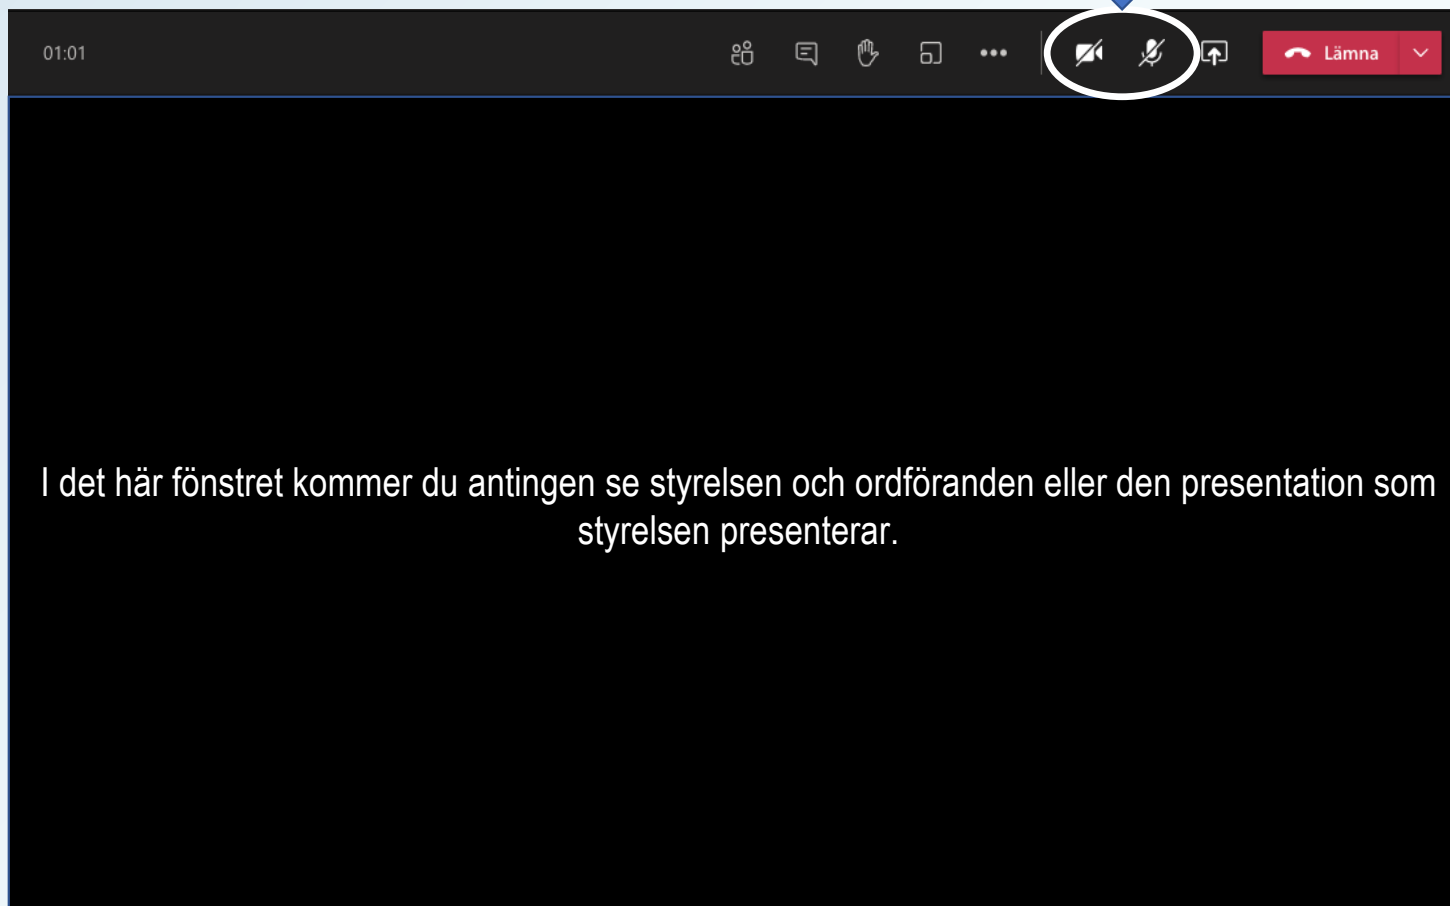 01:01
Lämna
I det här fönstret kommer du antingen se styrelsen och ordföranden eller den presentation som
styrelsen presenterar.